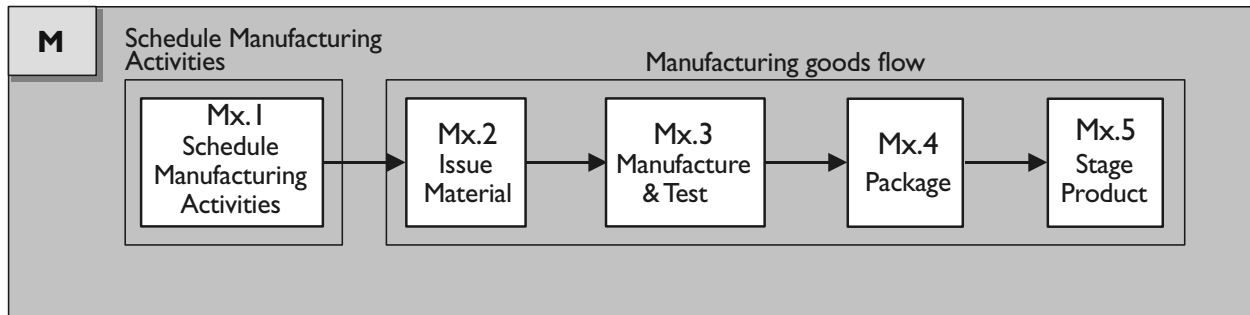 M
Schedule Manufacturing
Activities
Manufacturing goods flow
Mx.1
Schedule
Manufacturing
Activities
Mx.2
Issue
Material
Mx.3
Manufacture
& Test
Mx.4
Package
Mx.5
Stage
Product